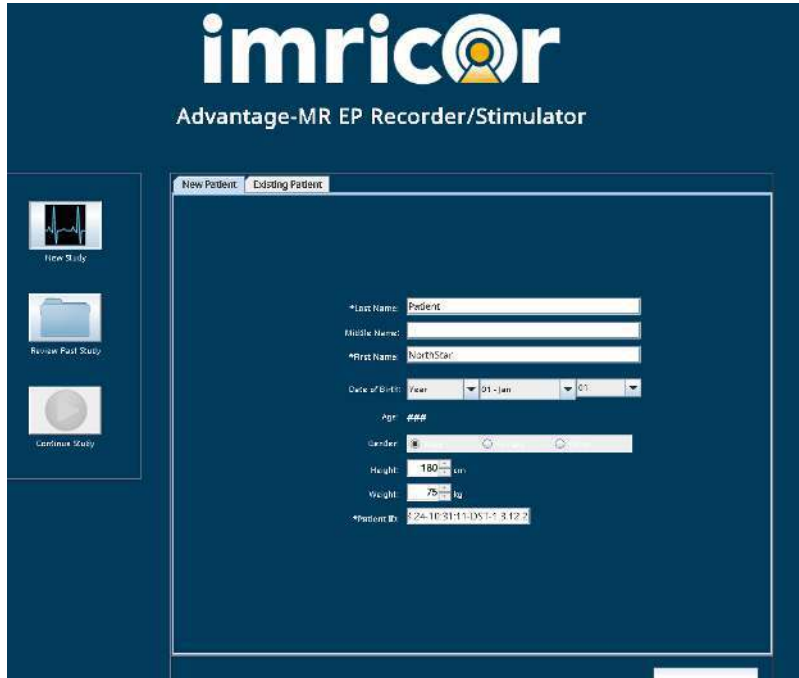 imricor
Advantage-MR EP Recorder/Stimulator
New Patient Existing Patient
New Study
Review Past Study
Continue Study
*Last Name: Patient
Middle Name:
*First Name: NorthStar
Date of Birth: Year 01 - Jan 01
Age: ###
Gender:
Height: 180 cm
Weight: 75 kg
*Patient ID: